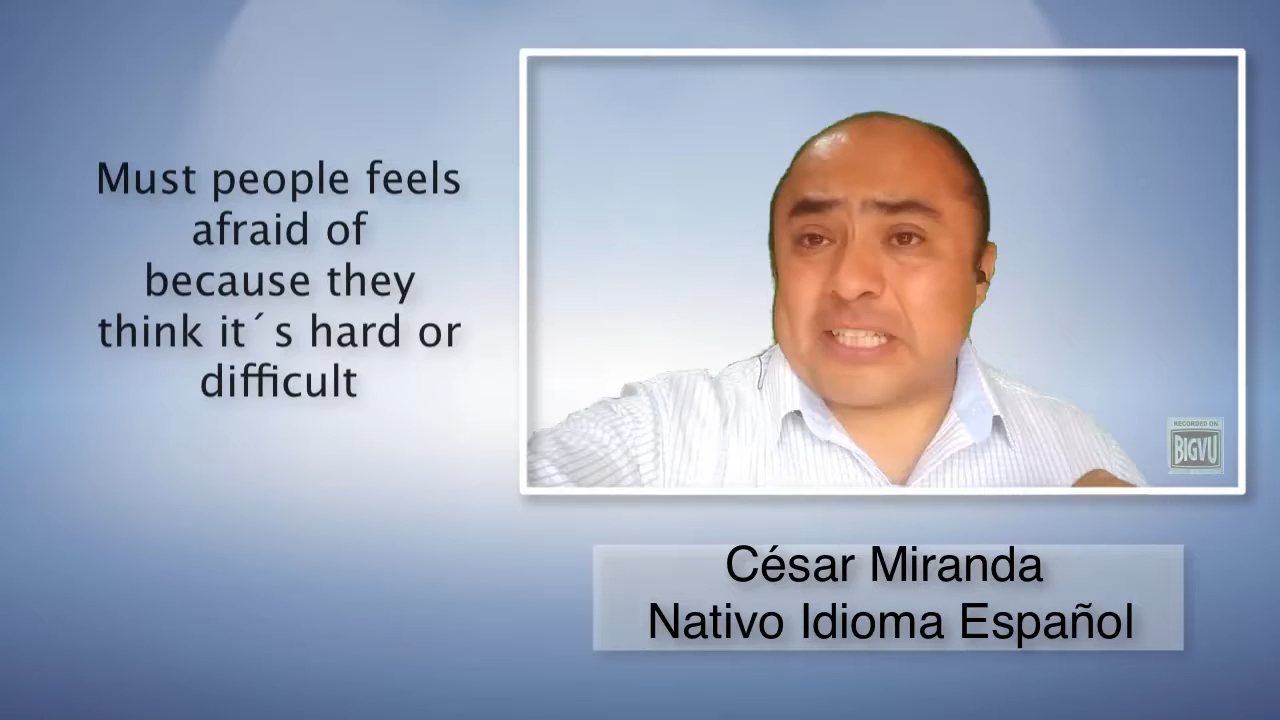 Must people feels
afraid of
because they
think it´s hard or
difficult
RECORDED ON
BIGVU
César Miranda
Nativo Idioma Español